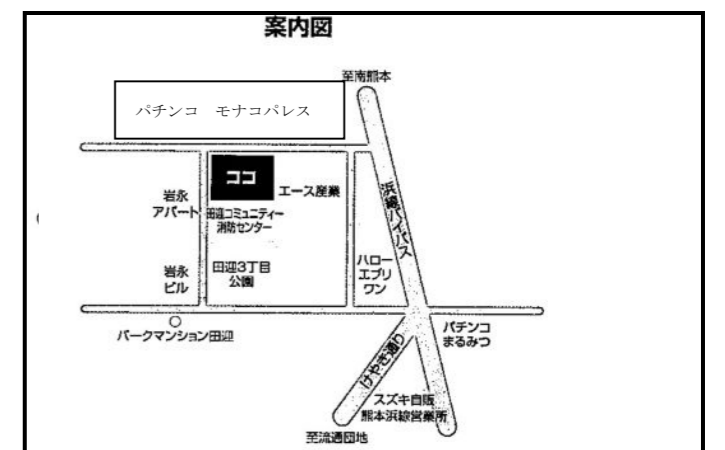 案内図
至南熊本
パチンコ　モナコパレス
ココ
エース産業
岩永
アパート
田迎コミュニティー
消防センター
浜線バイパス
岩永
ビル
田迎3丁目
公園
ハロー
エブリ
ワン
パークマンション田迎
パチンコ
まるみつ
けやき通り
スズキ自販
熊本浜線営業所
至流通団地